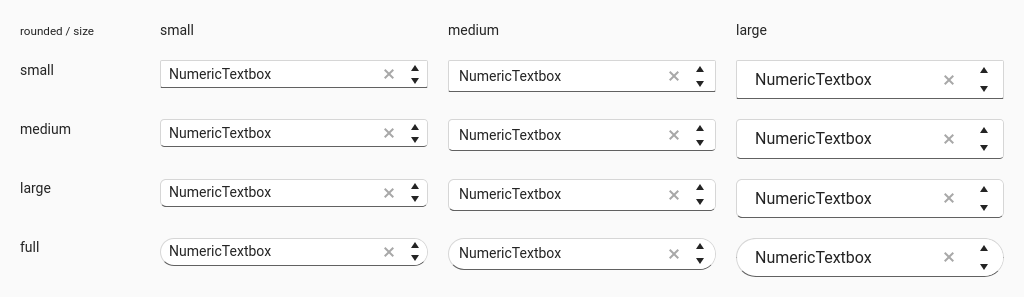 rounded / size small medium large
small NumericTextbox NumericTextbox NumericTextbox
medium NumericTextbox NumericTextbox NumericTextbox
large NumericTextbox NumericTextbox NumericTextbox
full NumericTextbox NumericTextbox NumericTextbox